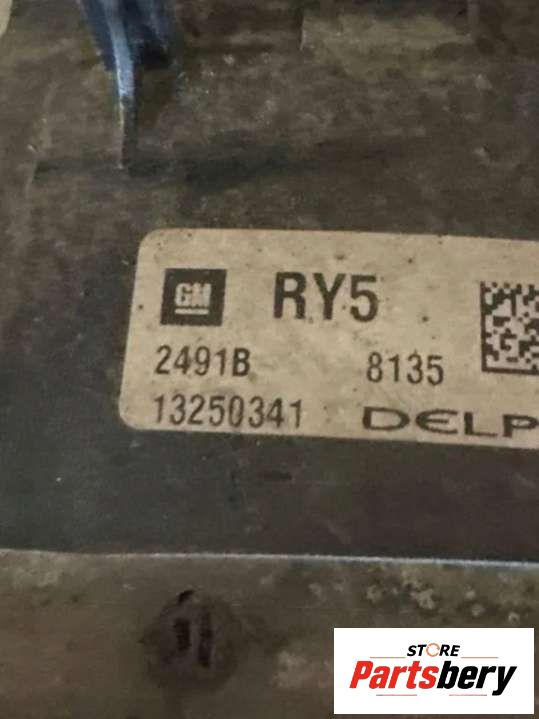 GM RY5
2491B 8135
13250341 DELP
STORE
Partsbery